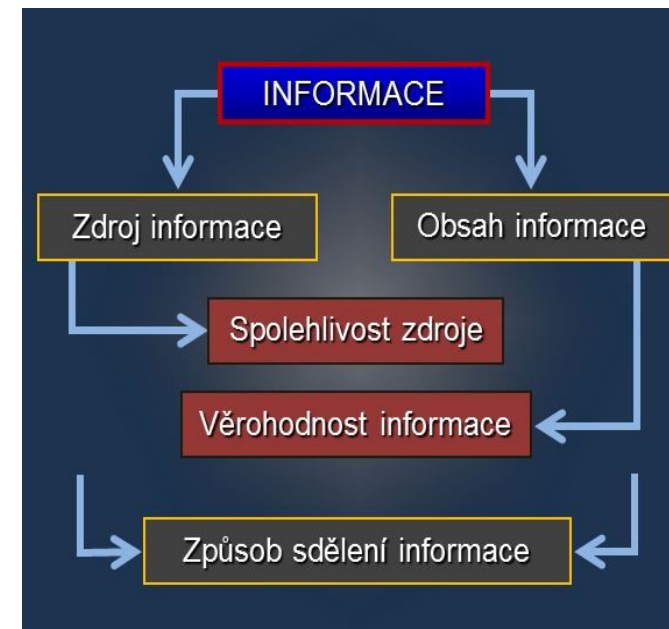 INFORMACE
Zdroj informace
Obsah informace
Spolehlivost zdroje
Věrohodnost informace
Způsob sdělení informace